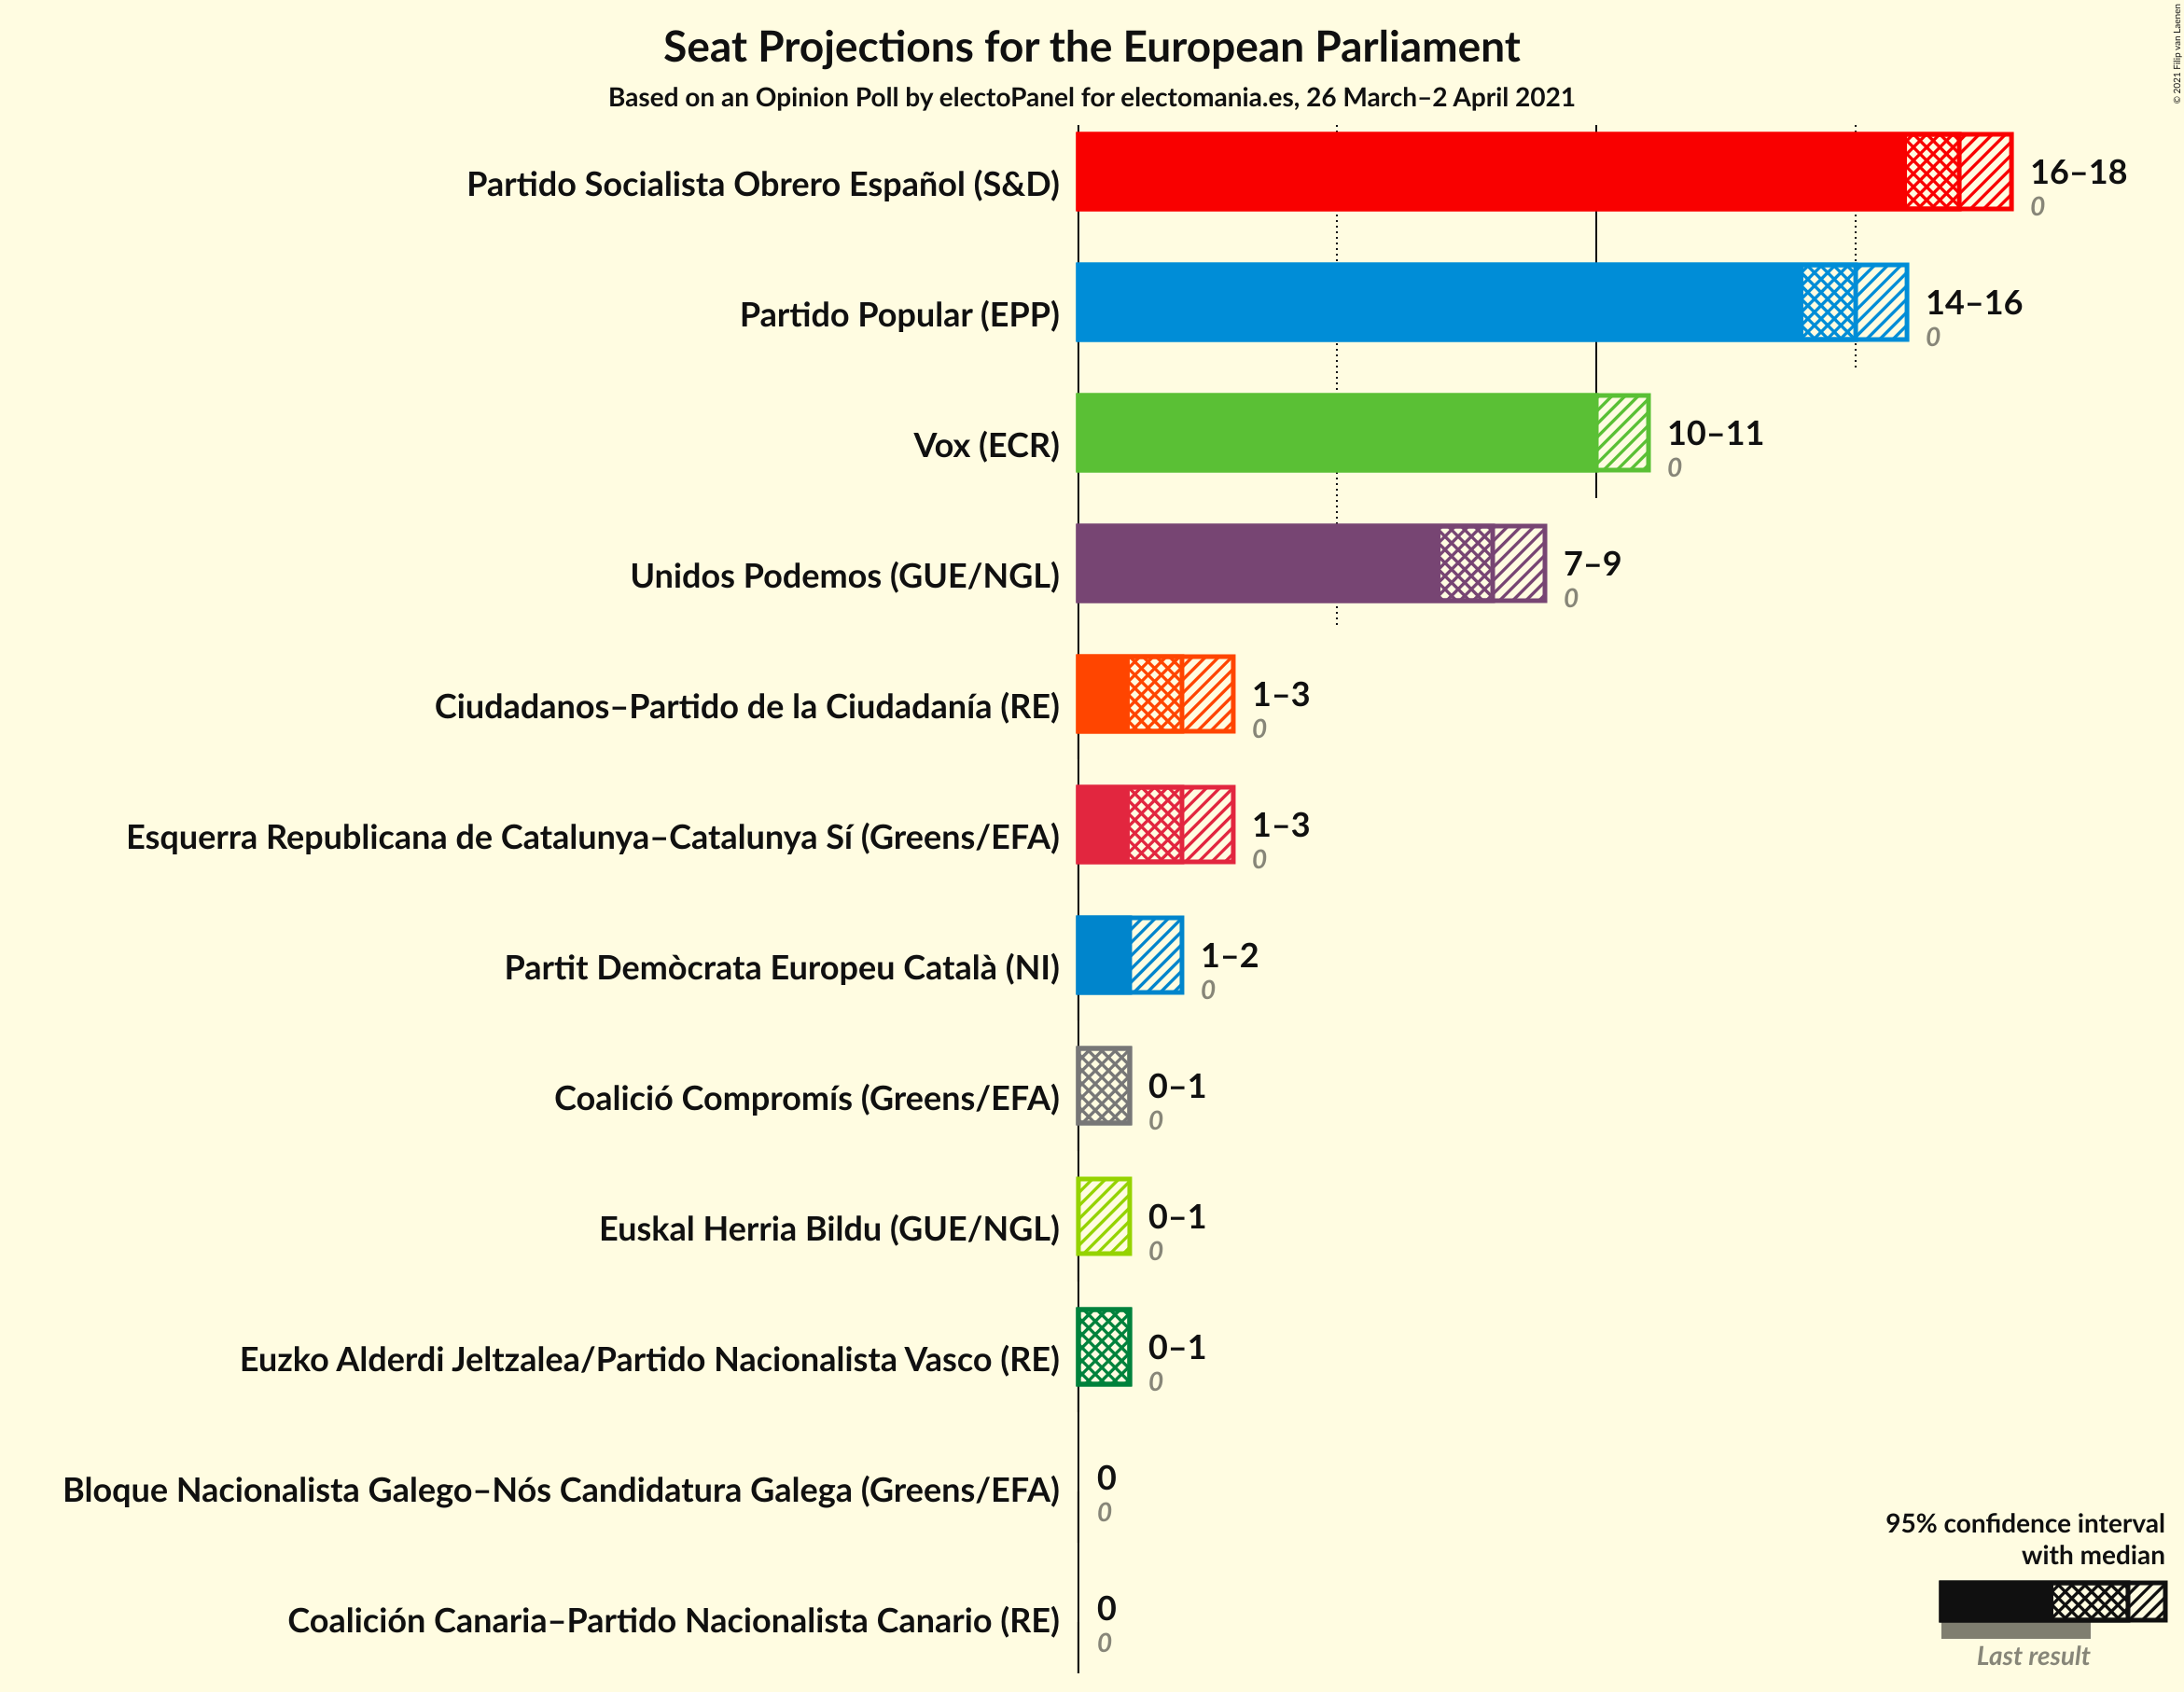 Seat Projections for the European Parliament
Based on an Opinion Poll by electoPanel for electomania.es, 26 March–2 April 2021
© 2021 Filip van Laenen
Partido Socialista Obrero Español (S&D)
16–18
0
Partido Popular (EPP)
14–16
0
Vox (ECR)
10–11
0
Unidos Podemos (GUE/NGL)
7–9
0
Ciudadanos–Partido de la Ciudadanía (RE)
1–3
0
Esquerra Republicana de Catalunya–Catalunya Sí (Greens/EFA)
1–3
0
Partit Demòcrata Europeu Català (NI)
1–2
0
Coalició Compromís (Greens/EFA)
0–1
0
Euskal Herria Bildu (GUE/NGL)
0–1
0
Euzko Alderdi Jeltzalea/Partido Nacionalista Vasco (RE)
0–1
0
Bloque Nacionalista Galego–Nós Candidatura Galega (Greens/EFA)
0
0
Coalición Canaria–Partido Nacionalista Canario (RE)
0
0
95% confidence interval
with median
Last result